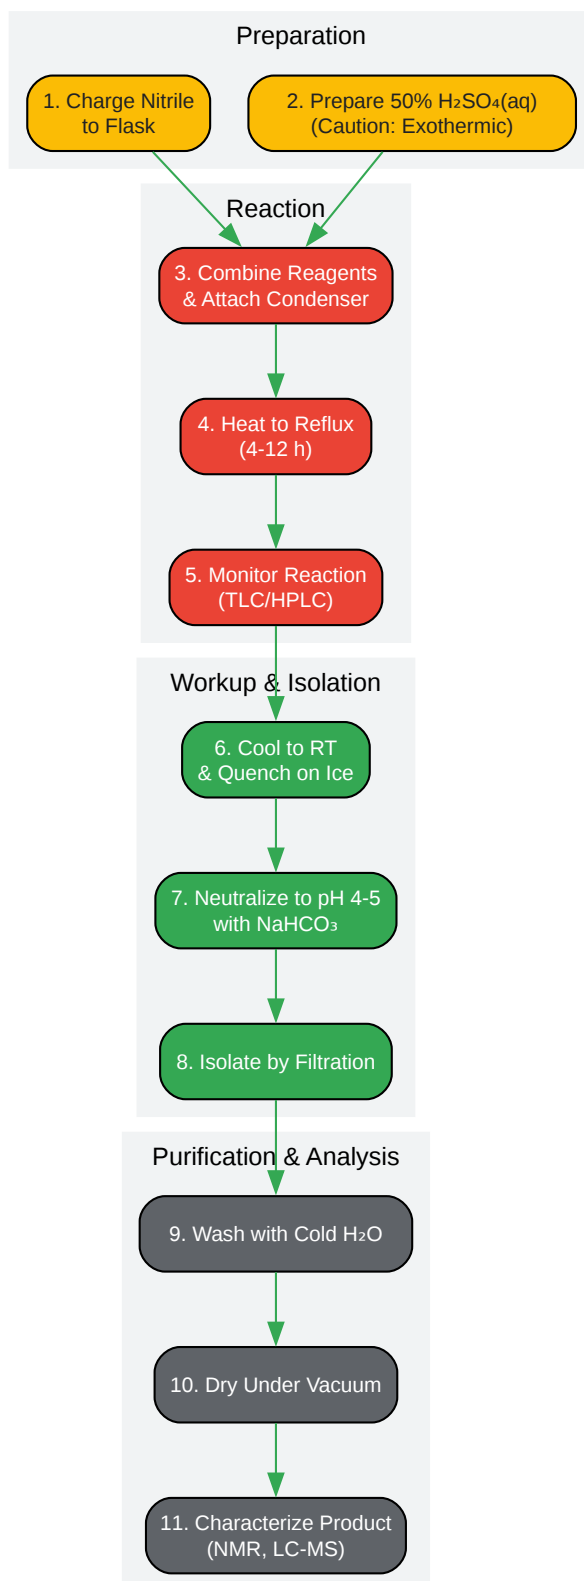 Preparation
1. Charge Nitrile
to Flask
2. Prepare 50% H₂SO₄(aq)
(Caution: Exothermic)
Reaction
3. Combine Reagents
& Attach Condenser
4. Heat to Reflux
(4-12 h)
5. Monitor Reaction
(TLC/HPLC)
Workup & Isolation
6. Cool to RT
& Quench on Ice
7. Neutralize to pH 4-5
with NaHCO₃
8. Isolate by Filtration
Purification & Analysis
9. Wash with Cold H₂O
10. Dry Under Vacuum
11. Characterize Product
(NMR, LC-MS)